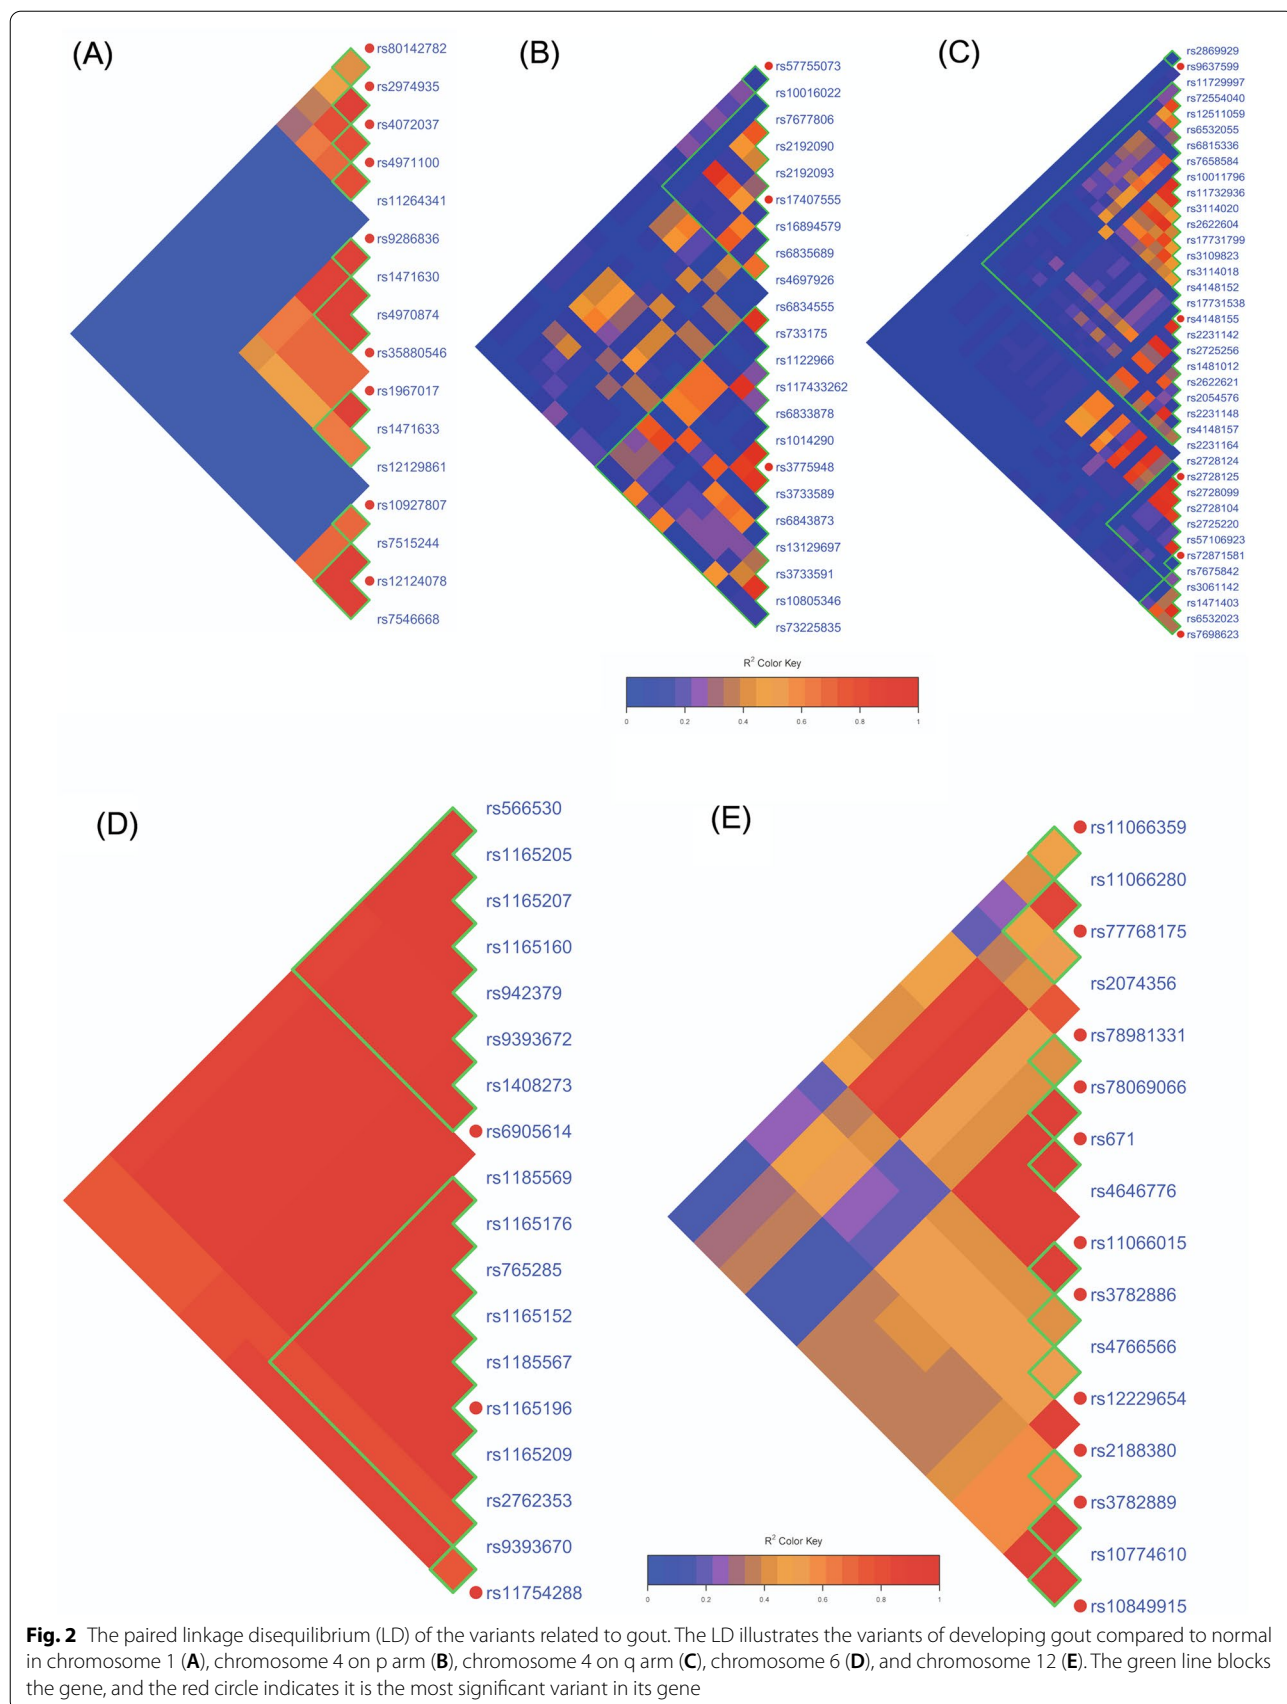 (A)
rs80142782
rs2974935
rs4072037
rs4971100
rs11264341
rs9286836
rs1471630
rs4970874
rs35880546
rs1967017
rs1471633
rs12129861
rs10927807
rs7515244
rs12124078
rs7546668
(B)
rs57755073
rs10016022
rs7677806
rs2192090
rs2192093
rs17407555
rs16894579
rs6835689
rs4697926
rs6834555
rs733175
rs1122966
rs117433262
rs6833878
rs1014290
rs3775948
rs3733589
rs6843873
rs13129697
rs3733591
rs10805346
rs73225835
(C)
rs2869929
rs9637599
rs11729997
rs72554040
rs12511059
rs6532055
rs6815336
rs7658584
rs10011796
rs11732936
rs3114020
rs2622604
rs17731799
rs3109823
rs3114018
rs4148152
rs17731538
rs4148155
rs2231142
rs2725256
rs1481012
rs2622621
rs2054576
rs2231148
rs4148157
rs2231164
rs2728124
rs2728125
rs2728099
rs2728104
rs2725220
rs57106923
rs72871581
rs7675842
rs3061142
rs1471403
rs6532023
rs7698623
R² Color Key
0 0.2 0.4 0.6 0.8 1
(D)
rs566530
rs1165205
rs1165207
rs1165160
rs942379
rs9393672
rs1408273
rs6905614
rs1185569
rs1165176
rs765285
rs1165152
rs1185567
rs1165196
rs1165209
rs2762353
rs9393670
rs11754288
(E)
rs11066359
rs11066280
rs77768175
rs2074356
rs78981331
rs78069066
rs671
rs4646776
rs11066015
rs3782886
rs4766566
rs12229654
rs2188380
rs3782889
rs10774610
rs10849915
R² Color Key
0 0.2 0.4 0.6 0.8 1
Fig. 2 The paired linkage disequilibrium (LD) of the variants related to gout. The LD illustrates the variants of developing gout compared to normal
in chromosome 1 (A), chromosome 4 on p arm (B), chromosome 4 on q arm (C), chromosome 6 (D), and chromosome 12 (E). The green line blocks
the gene, and the red circle indicates it is the most significant variant in its gene